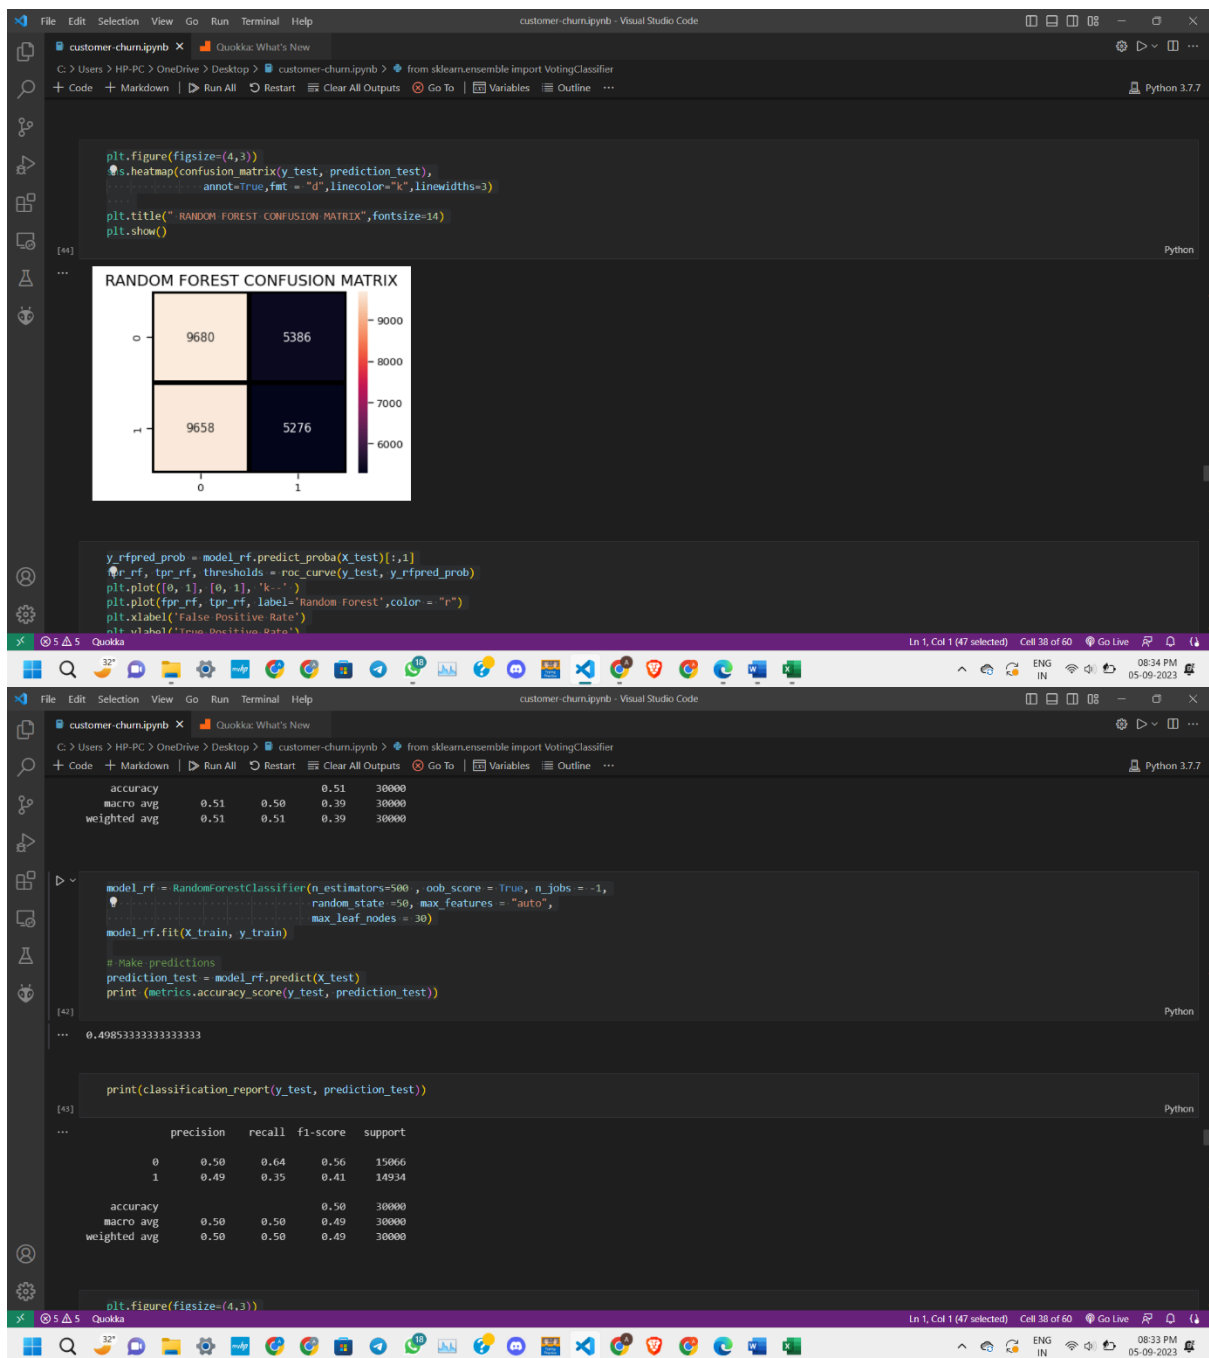 File Edit Selection View Go Run Terminal Help customer-churn.ipynb - Visual Studio Code
customer-churn.ipynb Quokka: What's New
C: > Users > HP-PC > OneDrive > Desktop > customer-churn.ipynb > from sklearn.ensemble import VotingClassifier
+ Code + Markdown | Run All Restart Clear All Outputs Go To | Variables Outline ... Python 3.7.7
plt.figure(figsize=(4,3))
s.heatmap(confusion_matrix(y_test, prediction_test),
annot=True,fmt = "d",linecolor="k",linewidths=3)
plt.title(" RANDOM FOREST CONFUSION MATRIX",fontsize=14)
plt.show()
[44] Python
RANDOM FOREST CONFUSION MATRIX
9000
0 9680 5386
8000
7000
1 9658 5276
6000
0 1
y_rfpred_prob = model_rf.predict_proba(X_test)[:,1]
fpr_rf, tpr_rf, thresholds = roc_curve(y_test, y_rfpred_prob)
plt.plot([0, 1], [0, 1], 'k--' )
plt.plot(fpr_rf, tpr_rf, label='Random Forest',color = "r")
plt.xlabel('False Positive Rate')
plt.ylabel('True Positive Rate')
5 5 Quokka Ln 1, Col 1 (47 selected) Cell 38 of 60 Go Live
32° 18 ENG IN 08:34 PM 05-09-2023
File Edit Selection View Go Run Terminal Help customer-churn.ipynb - Visual Studio Code
customer-churn.ipynb Quokka: What's New
C: > Users > HP-PC > OneDrive > Desktop > customer-churn.ipynb > from sklearn.ensemble import VotingClassifier
+ Code + Markdown | Run All Restart Clear All Outputs Go To | Variables Outline ... Python 3.7.7
accuracy 0.51 30000
macro avg 0.51 0.50 0.39 30000
weighted avg 0.51 0.51 0.39 30000
model_rf = RandomForestClassifier(n_estimators=500 , oob_score = True, n_jobs = -1,
random_state =50, max_features = "auto",
max_leaf_nodes = 30)
model_rf.fit(X_train, y_train)
# Make predictions
prediction_test = model_rf.predict(X_test)
print (metrics.accuracy_score(y_test, prediction_test))
[42] Python
... 0.49853333333333333
print(classification_report(y_test, prediction_test))
[43] Python
... precision recall f1-score support
0 0.50 0.64 0.56 15066
1 0.49 0.35 0.41 14934
accuracy 0.50 30000
macro avg 0.50 0.50 0.49 30000
weighted avg 0.50 0.50 0.49 30000
plt.figure(figsize=(4,3))
5 5 Quokka Ln 1, Col 1 (47 selected) Cell 38 of 60 Go Live
32° 18 ENG IN 08:33 PM 05-09-2023